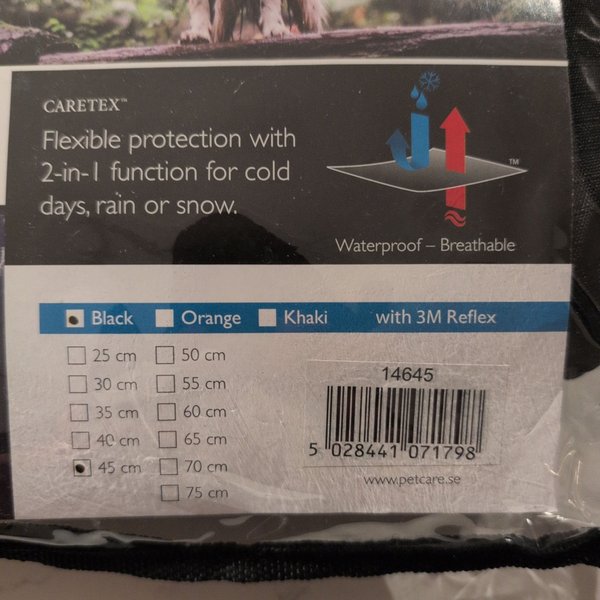 CARETEX™
Flexible protection with
2-in-1 function for cold
days, rain or snow.
™
Waterproof – Breathable
Black Orange Khaki with 3M Reflex
25 cm 50 cm
30 cm 55 cm
35 cm 60 cm
40 cm 65 cm
45 cm 70 cm
75 cm
14645
5 028441 071798
www.petcare.se